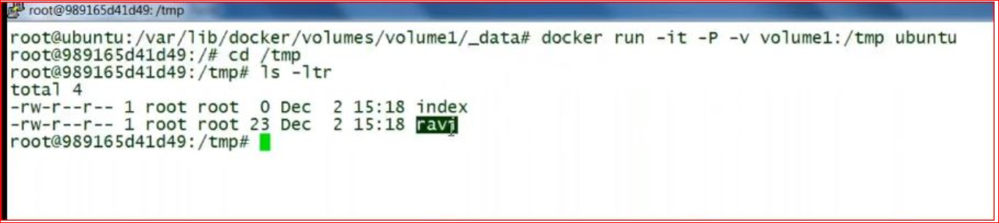 root@989165d41d49: /tmp
root@ubuntu:/var/lib/docker/volumes/volume1/_data# docker run -it -P -v volume1:/tmp ubuntu
root@989165d41d49:/# cd /tmp
root@989165d41d49:/tmp# ls -ltr
total 4
-rw-r--r-- 1 root root  0 Dec  2 15:18 index
-rw-r--r-- 1 root root 23 Dec  2 15:18 ravi
root@989165d41d49:/tmp#